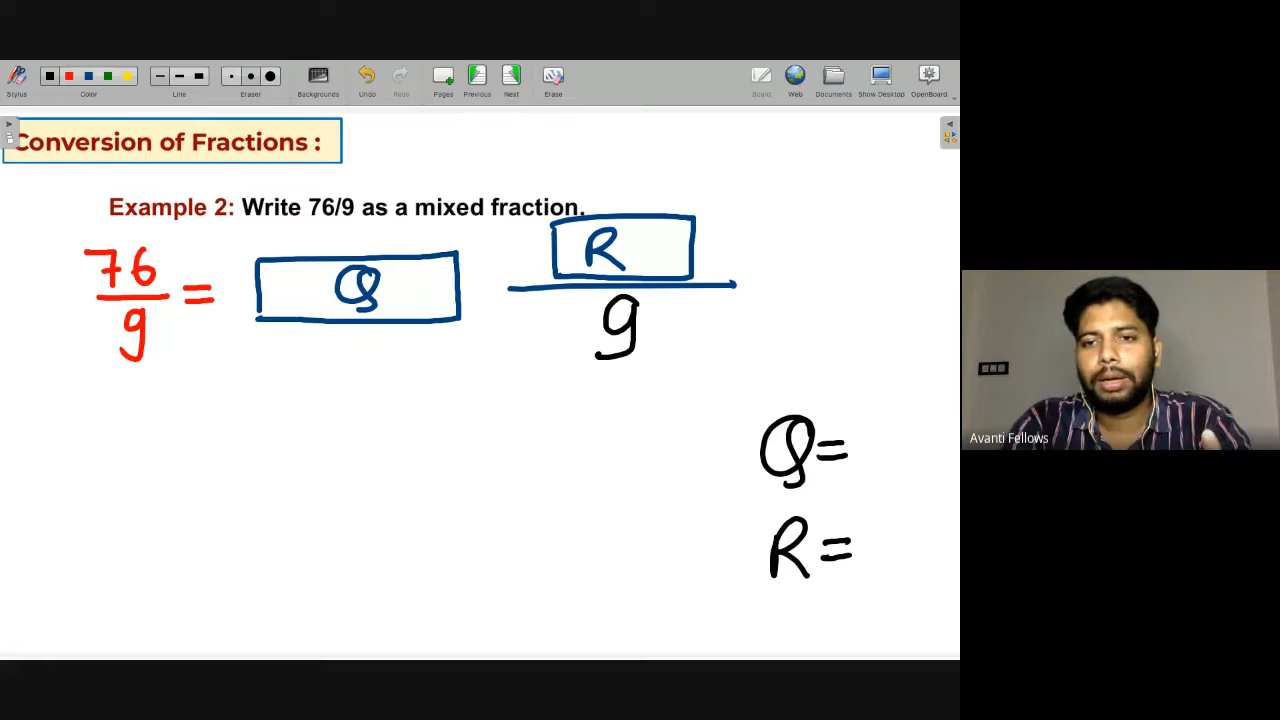 Stylus Color Line Eraser Backgrounds Undo Redo Pages Previous Next Erase Board Web Documents Show Desktop OpenBoard
Conversion of Fractions :
Example 2: Write 76/9 as a mixed fraction.
R
76 = Q
9 9
Q=
R=
Avanti Fellows